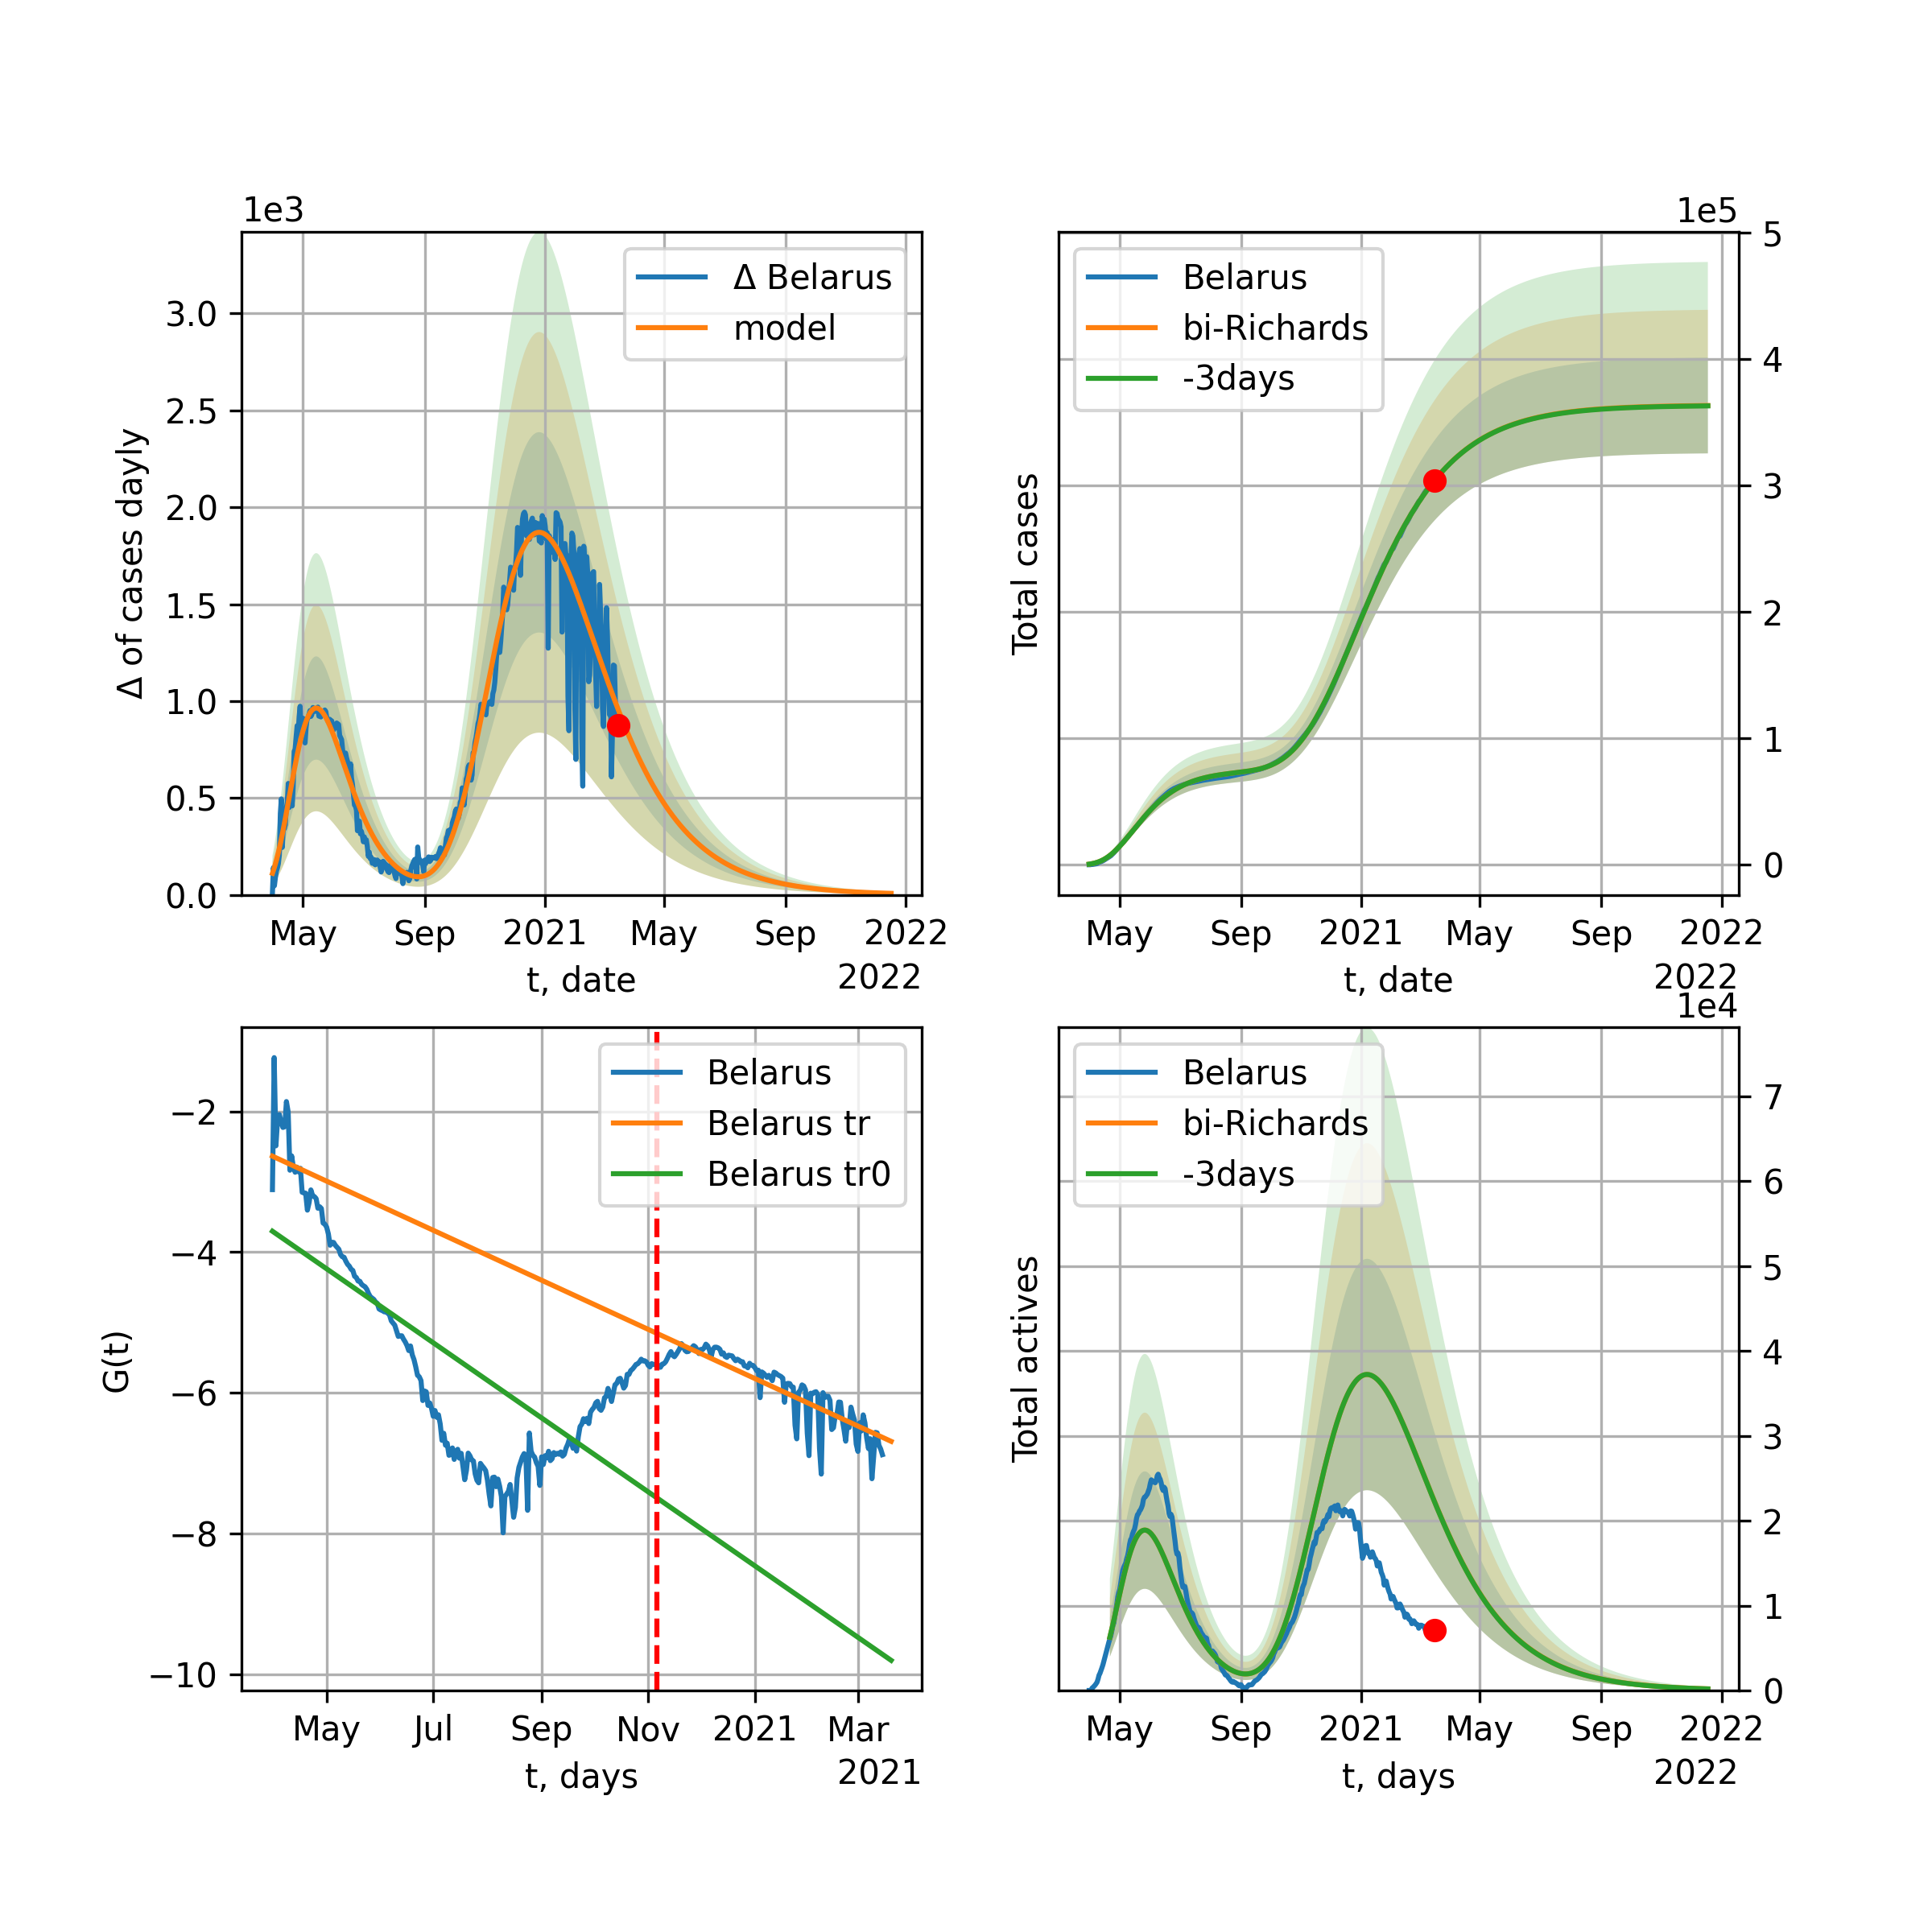 1e3
Δ of cases dayly
3.0
2.5
2.0
1.5
1.0
0.5
0.0
Δ Belarus
model
May Sep 2021 May Sep 2022
t, date
2022
1e5
Total cases
Belarus
bi-Richards
-3days
5
4
3
2
1
0
May Sep 2021 May Sep 2022
t, date
2022
G(t)
−2
−4
−6
−8
−10
Belarus
Belarus tr
Belarus tr0
May Jul Sep Nov 2021 Mar
t, days
2021
1e4
Total actives
Belarus
bi-Richards
-3days
7
6
5
4
3
2
1
0
May Sep 2021 May Sep 2022
t, days
2022